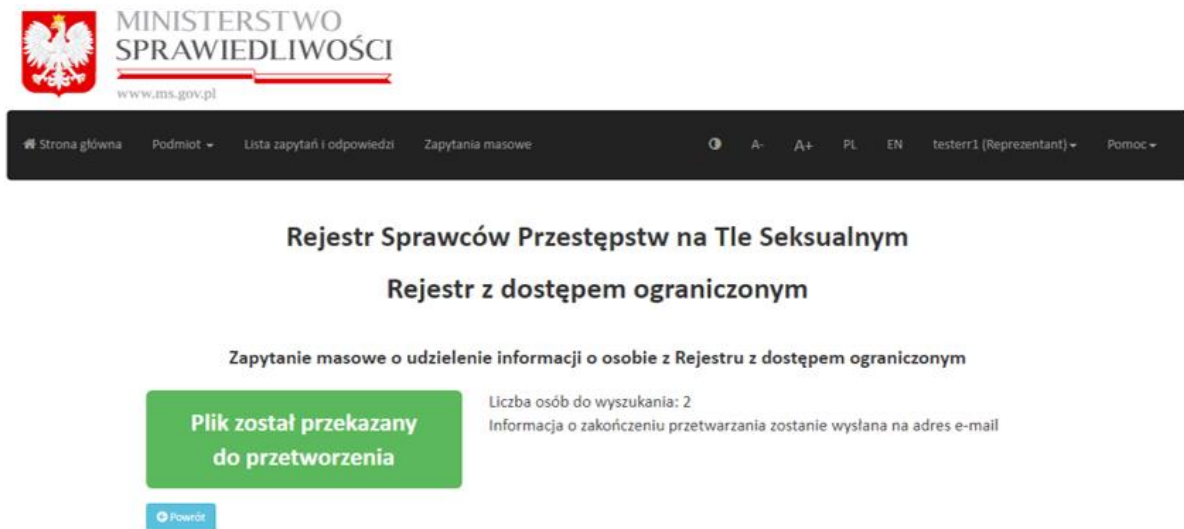 MINISTERSTWO
SPRAWIEDLIWOŚCI
www.ms.gov.pl
Strona główna Podmiot Lista zapytań i odpowiedzi Zapytania masowe A- A+ PL EN testerr1 (Reprezentant) Pomoc
Rejestr Sprawców Przestępstw na Tle Seksualnym
Rejestr z dostępem ograniczonym
Zapytanie masowe o udzielenie informacji o osobie z Rejestru z dostępem ograniczonym
Plik został przekazany
do przetworzenia
Liczba osób do wyszukania: 2
Informacja o zakończeniu przetwarzania zostanie wysłana na adres e-mail
Powrót